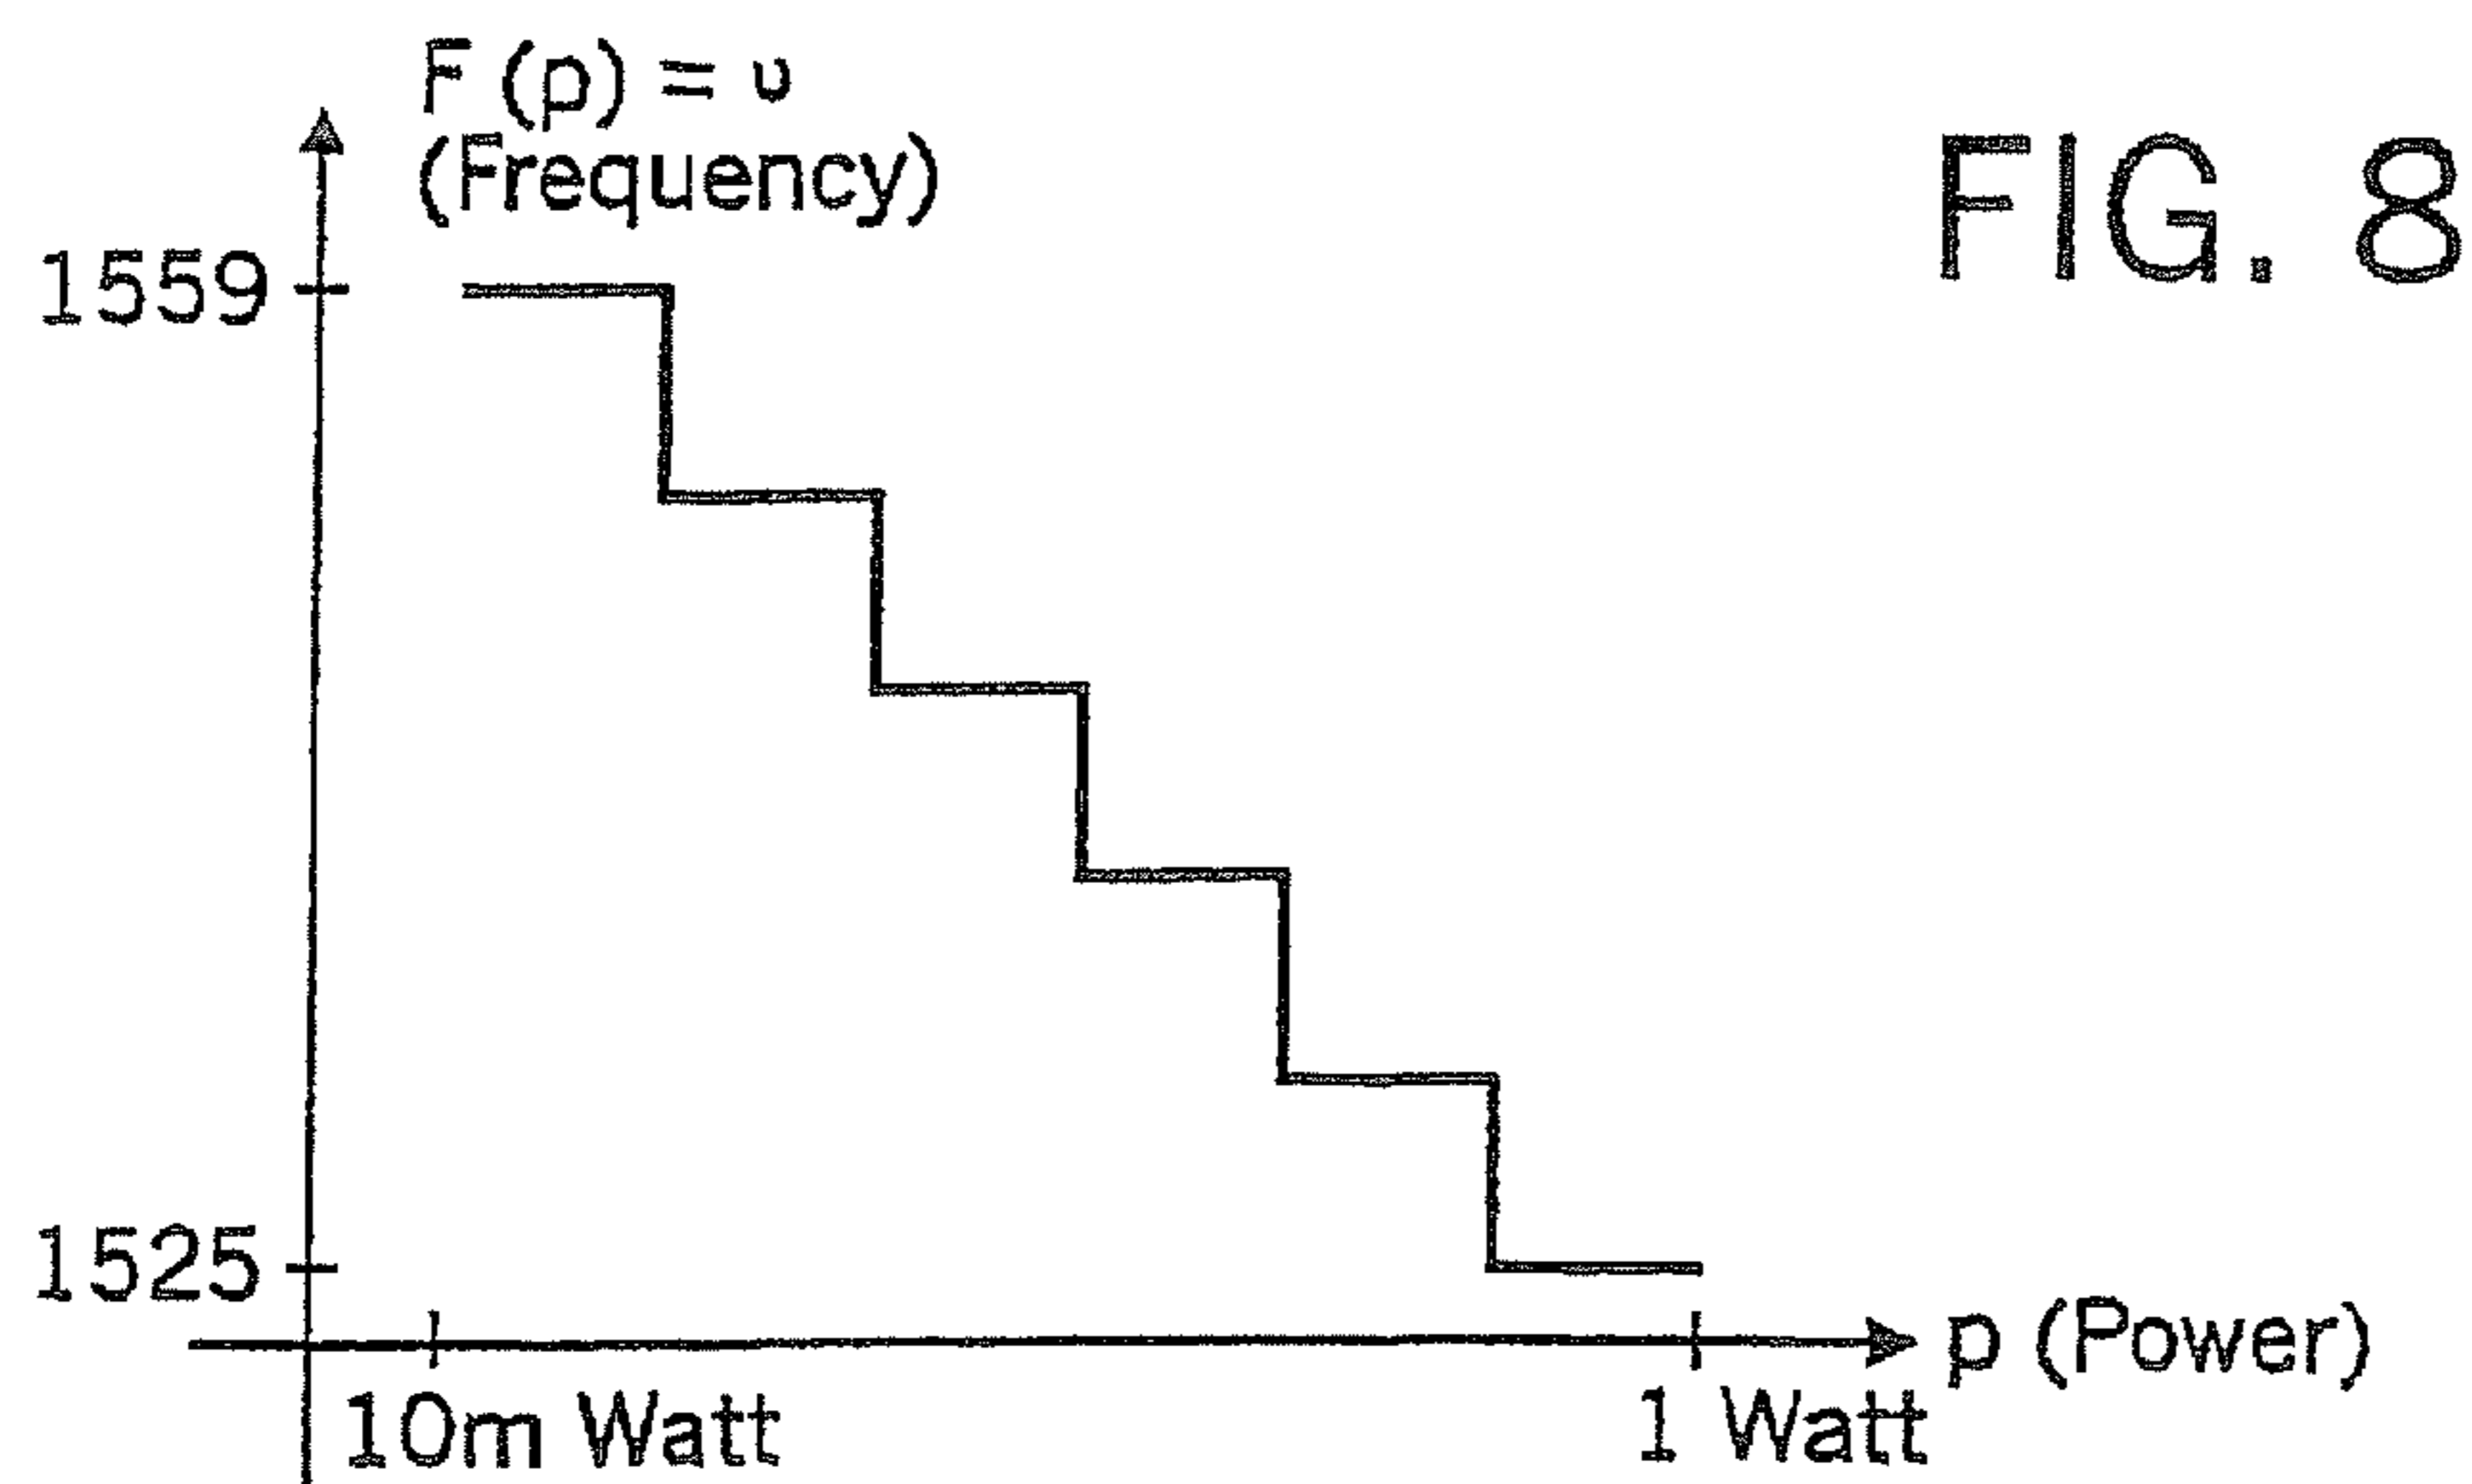 F (p) = υ
(Frequency)
FIG. 8
1559
1525
p (Power)
10m Watt
1 Watt